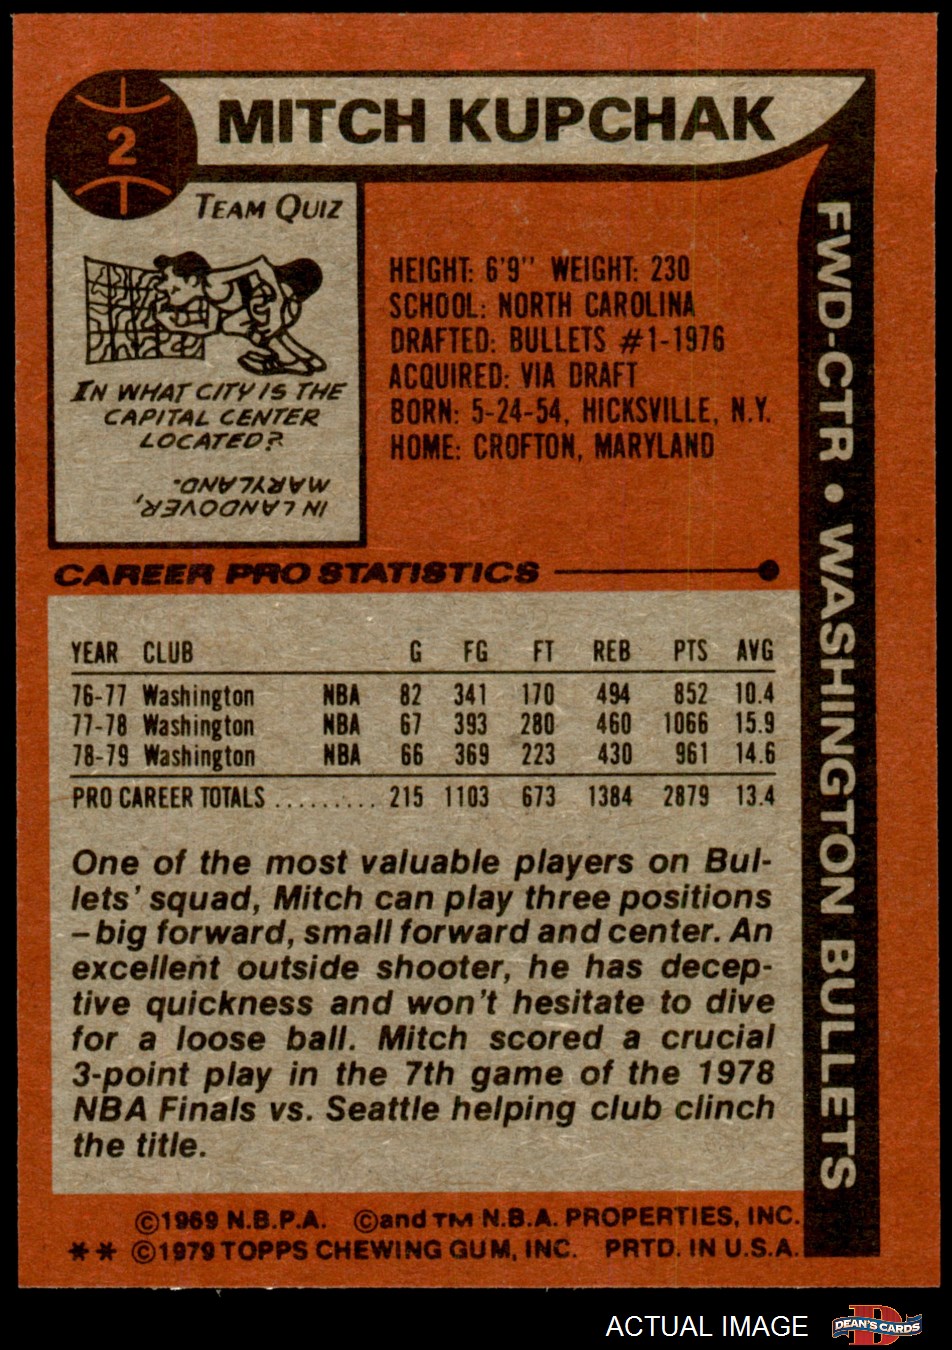 2
MITCH KUPCHAK
TEAM QUIZ
IN WHAT CITY IS THE
CAPITAL CENTER
LOCATED?
IN LANDOVER,
MARYLAND.
HEIGHT: 6'9" WEIGHT: 230
SCHOOL: NORTH CAROLINA
DRAFTED: BULLETS #1-1976
ACQUIRED: VIA DRAFT
BORN: 5-24-54, HICKSVILLE, N.Y.
HOME: CROFTON, MARYLAND
FWD-CTR • WASHINGTON BULLETS
CAREER PRO STATISTICS
YEAR CLUB G FG FT REB PTS AVG
76-77 Washington NBA 82 341 170 494 852 10.4
77-78 Washington NBA 67 393 280 460 1066 15.9
78-79 Washington NBA 66 369 223 430 961 14.6
PRO CAREER TOTALS .......... 215 1103 673 1384 2879 13.4
One of the most valuable players on Bul-
lets' squad, Mitch can play three positions
–big forward, small forward and center. An
excellent outside shooter, he has decep-
tive quickness and won't hesitate to dive
for a loose ball. Mitch scored a crucial
3-point play in the 7th game of the 1978
NBA Finals vs. Seattle helping club clinch
the title.
©1969 N.B.P.A. ©and TM N.B.A. PROPERTIES, INC.
** ©1979 TOPPS CHEWING GUM, INC. PRTD. IN U.S.A.
ACTUAL IMAGE
D
DEAN'S CARDS